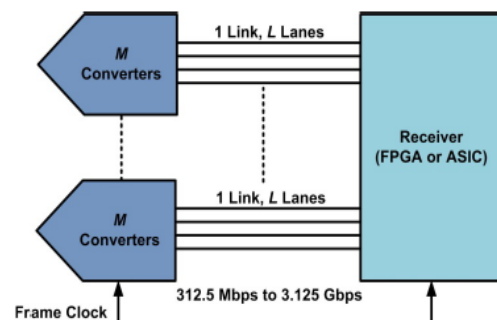 1 Link, L Lanes
M
Converters
Receiver
(FPGA or ASIC)
1 Link, L Lanes
M
Converters
312.5 Mbps to 3.125 Gbps
Frame Clock